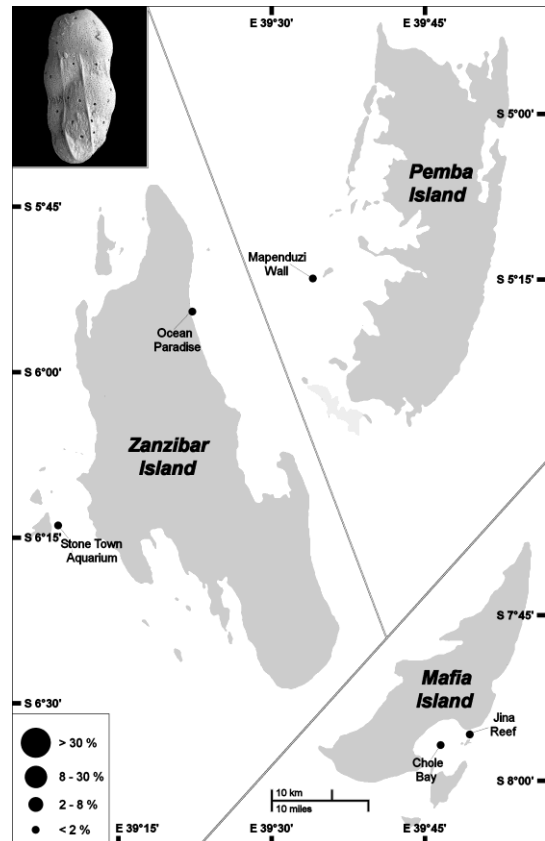 E 39°30'
E 39°45'
S 5°00'
Pemba
Island
S 5°45'
Mapenduzi
Wall
S 5°15'
Ocean
Paradise
S 6°00'
Zanzibar
Island
S 6°15'
Stone Town
Aquarium
S 7°45'
Mafia
Island
S 6°30'
Jina
Reef
> 30 %
8 - 30 %
Chole
Bay
S 8°00'
2 - 8 %
10 km
10 miles
< 2 %
E 39°15'
E 39°30'
E 39°45'